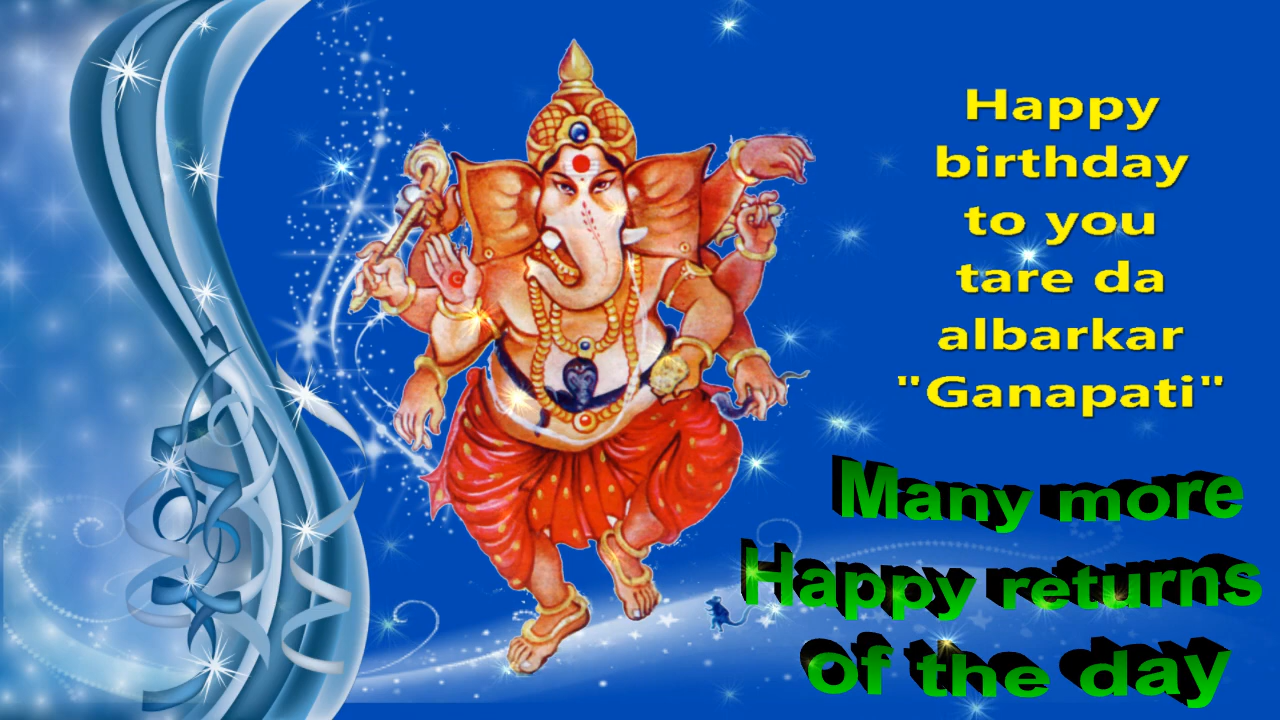 Happy
birthday
to you
tare da
albarkar
"Ganapati"
Many more
Happy returns
of the day